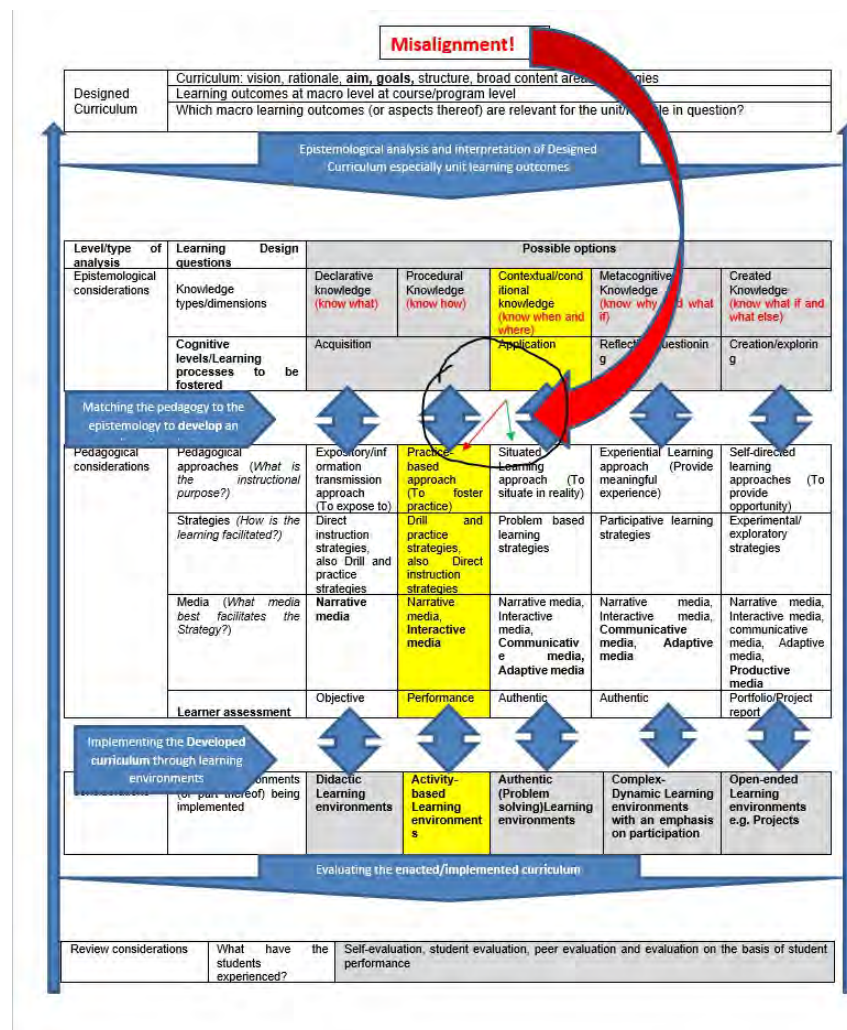 Misalignment!
Designed
Curriculum
Curriculum: vision, rationale, aim, goals, structure, broad content area
Learning outcomes at macro level at course/program level
Which macro learning outcomes (or aspects thereof) are relevant for the unit/ in question?
Epistemological analysis and interpretation of Designed
Curriculum especially unit learning outcomes
Level/type of
analysis
Learning Design
questions
Possible options
Epistemological
considerations
Knowledge
types/dimensions
Declarative
knowledge
(know what)
Procedural
Knowledge
(know how)
Contextual/cond
itional
knowledge
(know when and
where)
Metacognitive
Knowledge
(know why what
if)
Created
Knowledge
(know what if and
what else)
Cognitive
levels/Learning
processes to be
fostered
Acquisition
Application
Reflecti uestionin
g
Creation/explorin
g
Matching the pedagogy to the
epistemology to develop an
Pedagogical
considerations
Pedagogical
approaches (What is
the instructional
purpose?)
Expository/inf
ormation
transmission
approach
(To expose to)
Practice-
based
approach
(To foster
practice)
Situated
Learning
approach (To
situate in reality)
Experiential Learning
approach (Provide
meaningful
experience)
Self-directed
learning
approaches (To
provide
opportunity)
Strategies (How is the
learning facilitated?)
Direct
instruction
strategies,
also Drill and
practice
strategies
Drill and
practice
strategies,
also Direct
instruction
strategies
Problem based
learning
strategies
Participative learning
strategies
Experimental/
exploratory
strategies
Media (What media
best facilitates the
Strategy?)
Narrative
media
Narrative
media,
Interactive
media
Narrative media,
Interactive
media,
Communicativ
e media,
Adaptive media
Narrative media,
Interactive media,
Communicative
media, Adaptive
media
Narrative media,
Interactive media,
communicative
media, Adaptive
media,
Productive
media
Learner assessment
Objective
Performance
Authentic
Authentic
Portfolio/Project
report
Implementing the Developed
curriculum through learning
environments
(or part thereof) being
implemented
Didactic
Learning
environments
Activity-
based
Learning
environment
s
Authentic
(Problem
solving)Learning
environments
Complex-
Dynamic Learning
environments
with an emphasis
on participation
Open-ended
Learning
environments
e.g. Projects
Evaluating the enacted/implemented curriculum
Review considerations
What have the
students
experienced?
Self-evaluation, student evaluation, peer evaluation and evaluation on the basis of student
performance